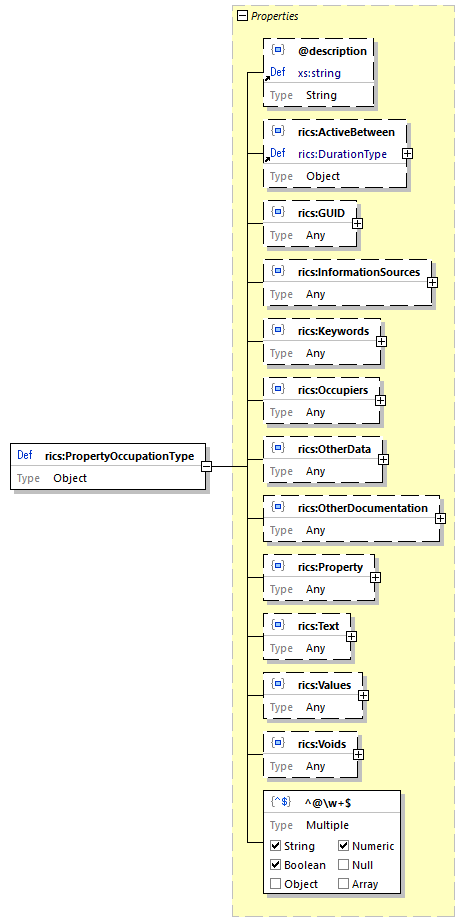 Properties
@description
Def xs:string
Type String
rics:ActiveBetween
Def rics:DurationType
Type Object
rics:GUID
Type Any
rics:InformationSources
Type Any
rics:Keywords
Type Any
rics:Occupiers
Type Any
Def rics:PropertyOccupationType
Type Object
rics:OtherData
Type Any
rics:OtherDocumentation
Type Any
rics:Property
Type Any
rics:Text
Type Any
rics:Values
Type Any
rics:Voids
Type Any
{^$} ^@\w+$
Type Multiple
String Numeric
Boolean Null
Object Array